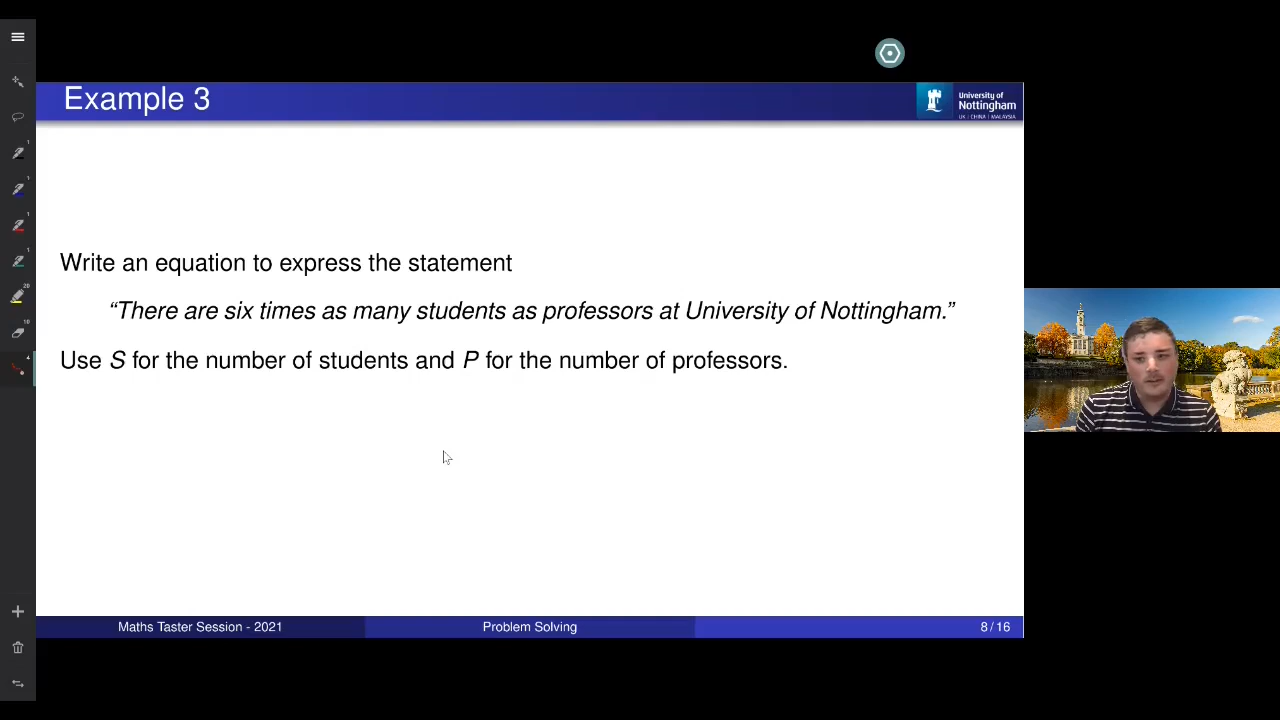 Example 3
University of
Nottingham
UK | CHINA | MALAYSIA
Write an equation to express the statement
“There are six times as many students as professors at University of Nottingham.”
Use S for the number of students and P for the number of professors.
Maths Taster Session - 2021
Problem Solving
8 / 16